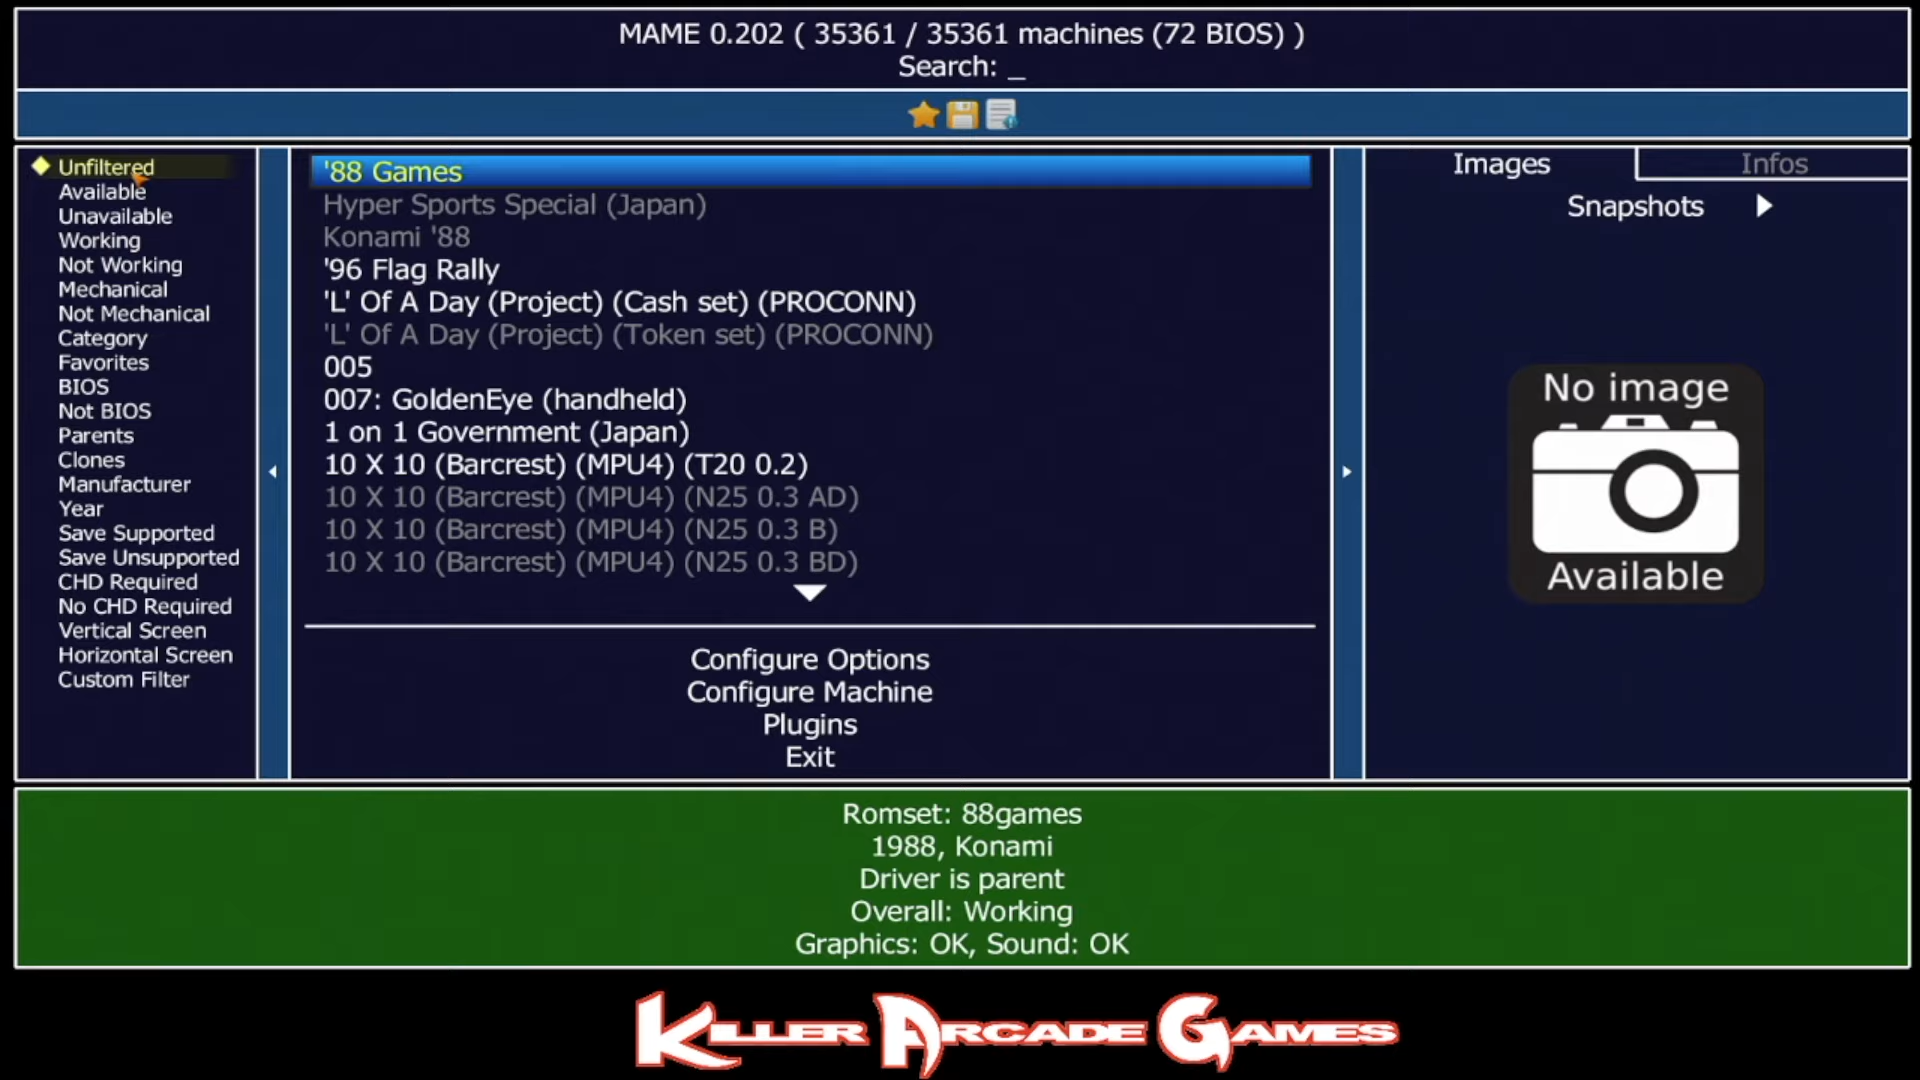 MAME 0.202 ( 35361 / 35361 machines (72 BIOS) )
Search: _
Unfiltered
Available
Unavailable
Working
Not Working
Mechanical
Not Mechanical
Category
Favorites
BIOS
Not BIOS
Parents
Clones
Manufacturer
Year
Save Supported
Save Unsupported
CHD Required
No CHD Required
Vertical Screen
Horizontal Screen
Custom Filter
'88 Games
Hyper Sports Special (Japan)
Konami '88
'96 Flag Rally
'L' Of A Day (Project) (Cash set) (PROCONN)
'L' Of A Day (Project) (Token set) (PROCONN)
005
007: GoldenEye (handheld)
1 on 1 Government (Japan)
10 X 10 (Barcrest) (MPU4) (T20 0.2)
10 X 10 (Barcrest) (MPU4) (N25 0.3 AD)
10 X 10 (Barcrest) (MPU4) (N25 0.3 B)
10 X 10 (Barcrest) (MPU4) (N25 0.3 BD)
Configure Options
Configure Machine
Plugins
Exit
Images
Infos
Snapshots
No image
Available
Romset: 88games
1988, Konami
Driver is parent
Overall: Working
Graphics: OK, Sound: OK
KILLER ARCADE GAMES